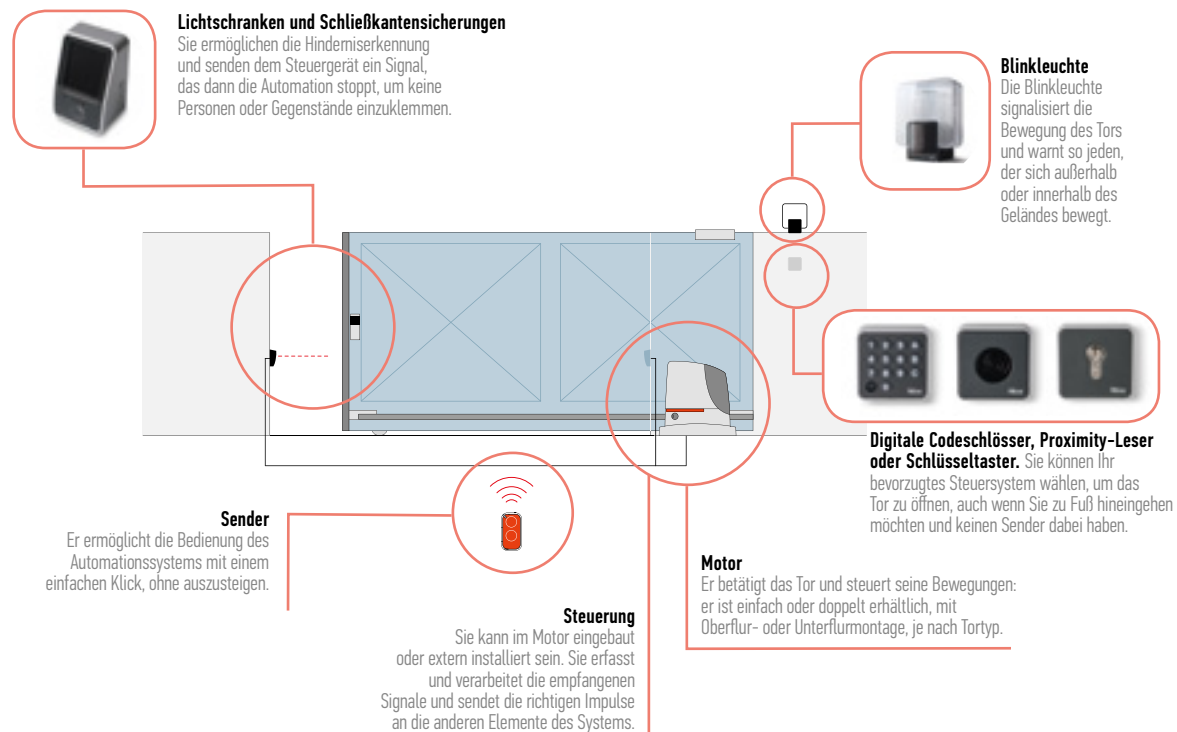 Lichtschranken und Schließkantensicherungen
Sie ermöglichen die Hinderniserkennung
und senden dem Steuergerät ein Signal,
das dann die Automation stoppt, um keine
Personen oder Gegenstände einzuklemmen.
Blinkleuchte
Die Blinkleuchte
signalisiert die
Bewegung des Tors
und warnt so jeden,
der sich außerhalb
oder innerhalb des
Geländes bewegt.
Digitale Codeschlösser, Proximity-Leser
oder Schlüsseltaster. Sie können Ihr
bevorzugtes Steuersystem wählen, um das
Tor zu öffnen, auch wenn Sie zu Fuß hineingehen
möchten und keinen Sender dabei haben.
Sender
Er ermöglicht die Bedienung des
Automationssystems mit einem
einfachen Klick, ohne auszusteigen.
Motor
Er betätigt das Tor und steuert seine Bewegungen:
er ist einfach oder doppelt erhältlich, mit
Oberflur- oder Unterflurmontage, je nach Tortyp.
Steuerung
Sie kann im Motor eingebaut
oder extern installiert sein. Sie erfasst
und verarbeitet die empfangenen
Signale und sendet die richtigen Impulse
an die anderen Elemente des Systems.